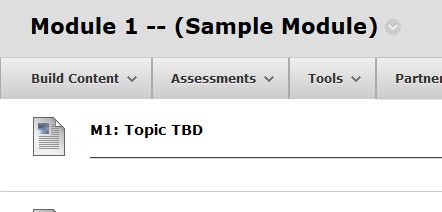 Module 1 -- (Sample Module)
Build Content Assessments Tools Partner
M1: Topic TBD